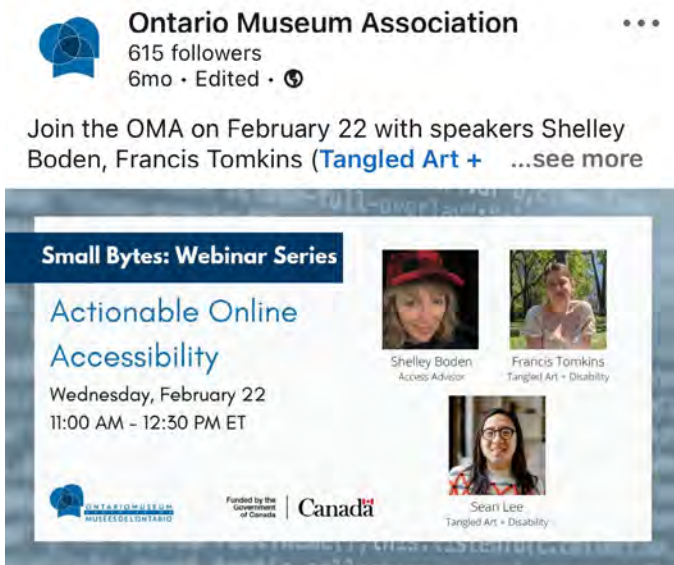 Ontario Museum Association
615 followers
6mo • Edited •
Join the OMA on February 22 with speakers Shelley
Boden, Francis Tomkins (Tangled Art + ...see more
Small Bytes: Webinar Series
Actionable Online
Accessibility
Wednesday, February 22
11:00 AM - 12:30 PM ET
Shelley Boden
Access Advisor
Francis Tomkins
Tangled Art + Disability
Sean Lee
Tangled Art + Disability
ONTARIOMUSEUM
ASSOCIATION
MUSÉESDELONTARIO
Funded by the
Government
of Canada
Canada